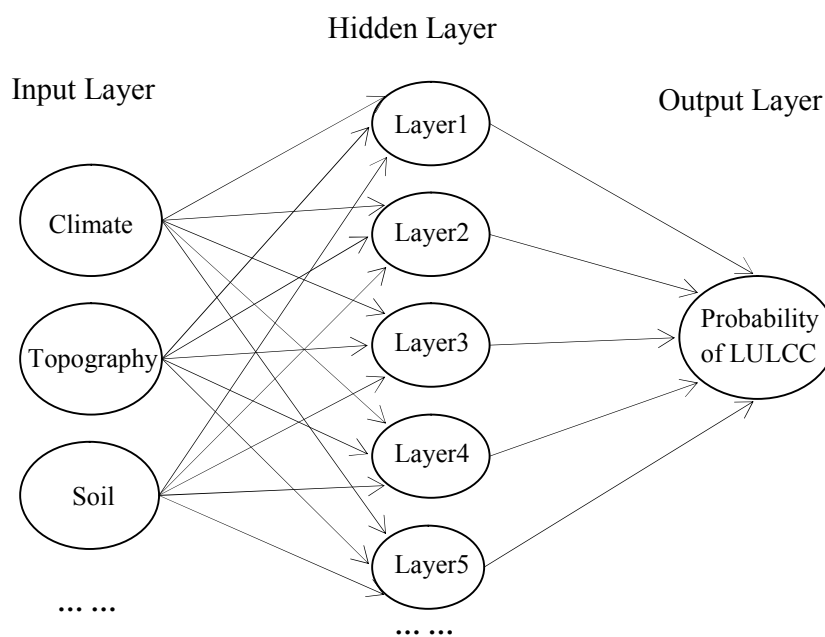 Hidden Layer
Input Layer
Output Layer
Layer1
Climate
Layer2
Probability
of LULCC
Topography
Layer3
Layer4
Soil
Layer5
... ...
... ...